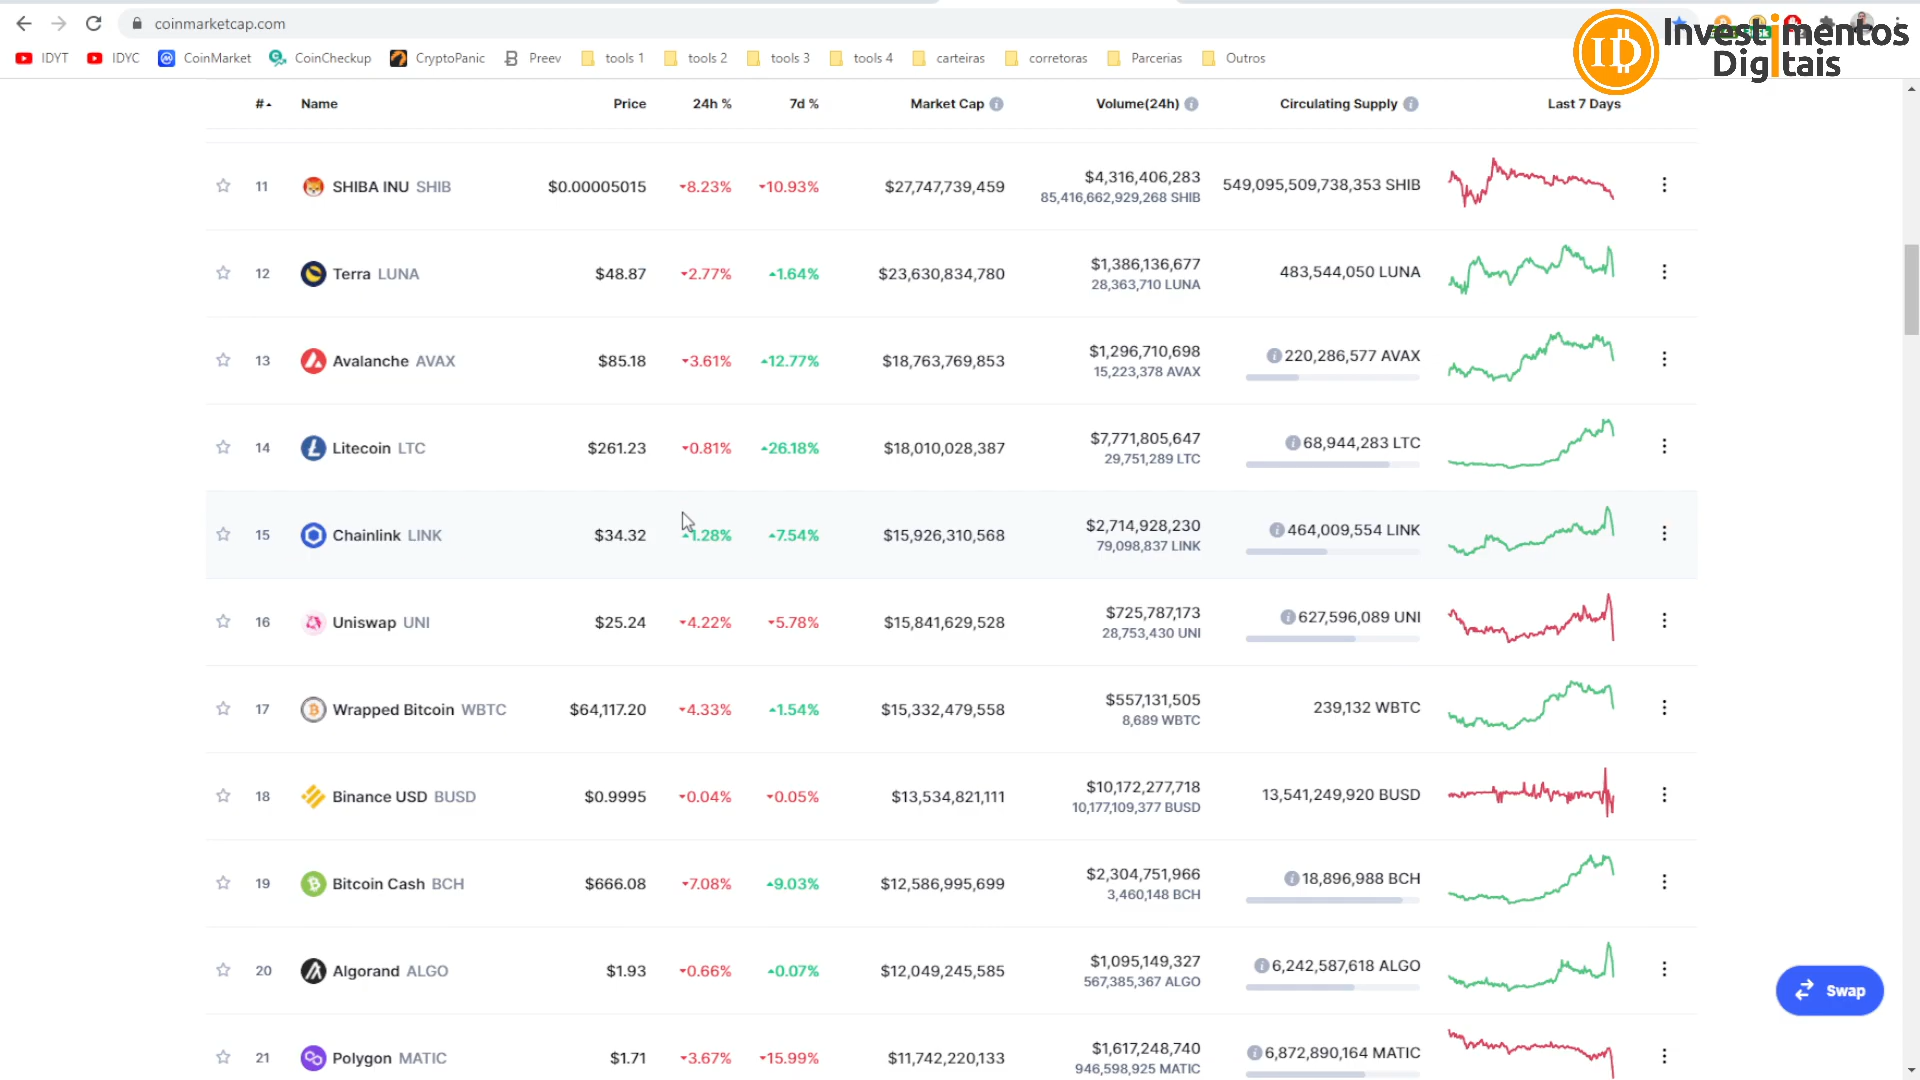 coinmarketcap.com
Investimentos
Digitais
IDYT IDYC CoinMarket CoinCheckup CryptoPanic Preev tools 1 tools 2 tools 3 tools 4 carteiras corretoras Parcerias Outros
# Name Price 24h % 7d % Market Cap Volume(24h) Circulating Supply Last 7 Days
11 SHIBA INU SHIB $0.00005015 8.23% 10.93% $27,747,739,459 $4,316,406,283 549,095,509,738,353 SHIB
85,416,662,929,268 SHIB
12 Terra LUNA $48.87 2.77% 1.64% $23,630,834,780 $1,386,136,677 483,544,050 LUNA
28,363,710 LUNA
13 Avalanche AVAX $85.18 3.61% 12.77% $18,763,769,853 $1,296,710,698 220,286,577 AVAX
15,223,378 AVAX
14 Litecoin LTC $261.23 0.81% 26.18% $18,010,028,387 $7,771,805,647 68,944,283 LTC
29,751,289 LTC
15 Chainlink LINK $34.32 1.28% 7.54% $15,926,310,568 $2,714,928,230 464,009,554 LINK
79,098,837 LINK
16 Uniswap UNI $25.24 4.22% 5.78% $15,841,629,528 $725,787,173 627,596,089 UNI
28,753,430 UNI
17 Wrapped Bitcoin WBTC $64,117.20 4.33% 1.54% $15,332,479,558 $557,131,505 239,132 WBTC
8,689 WBTC
18 Binance USD BUSD $0.9995 0.04% 0.05% $13,534,821,111 $10,172,277,718 13,541,249,920 BUSD
10,177,109,377 BUSD
19 Bitcoin Cash BCH $666.08 7.08% 9.03% $12,586,995,699 $2,304,751,966 18,896,988 BCH
3,460,148 BCH
20 Algorand ALGO $1.93 0.66% 0.07% $12,049,245,585 $1,095,149,327 6,242,587,618 ALGO
567,385,367 ALGO
Swap
21 Polygon MATIC $1.71 3.67% 15.99% $11,742,220,133 $1,617,248,740 6,872,890,164 MATIC
946,598,925 MATIC